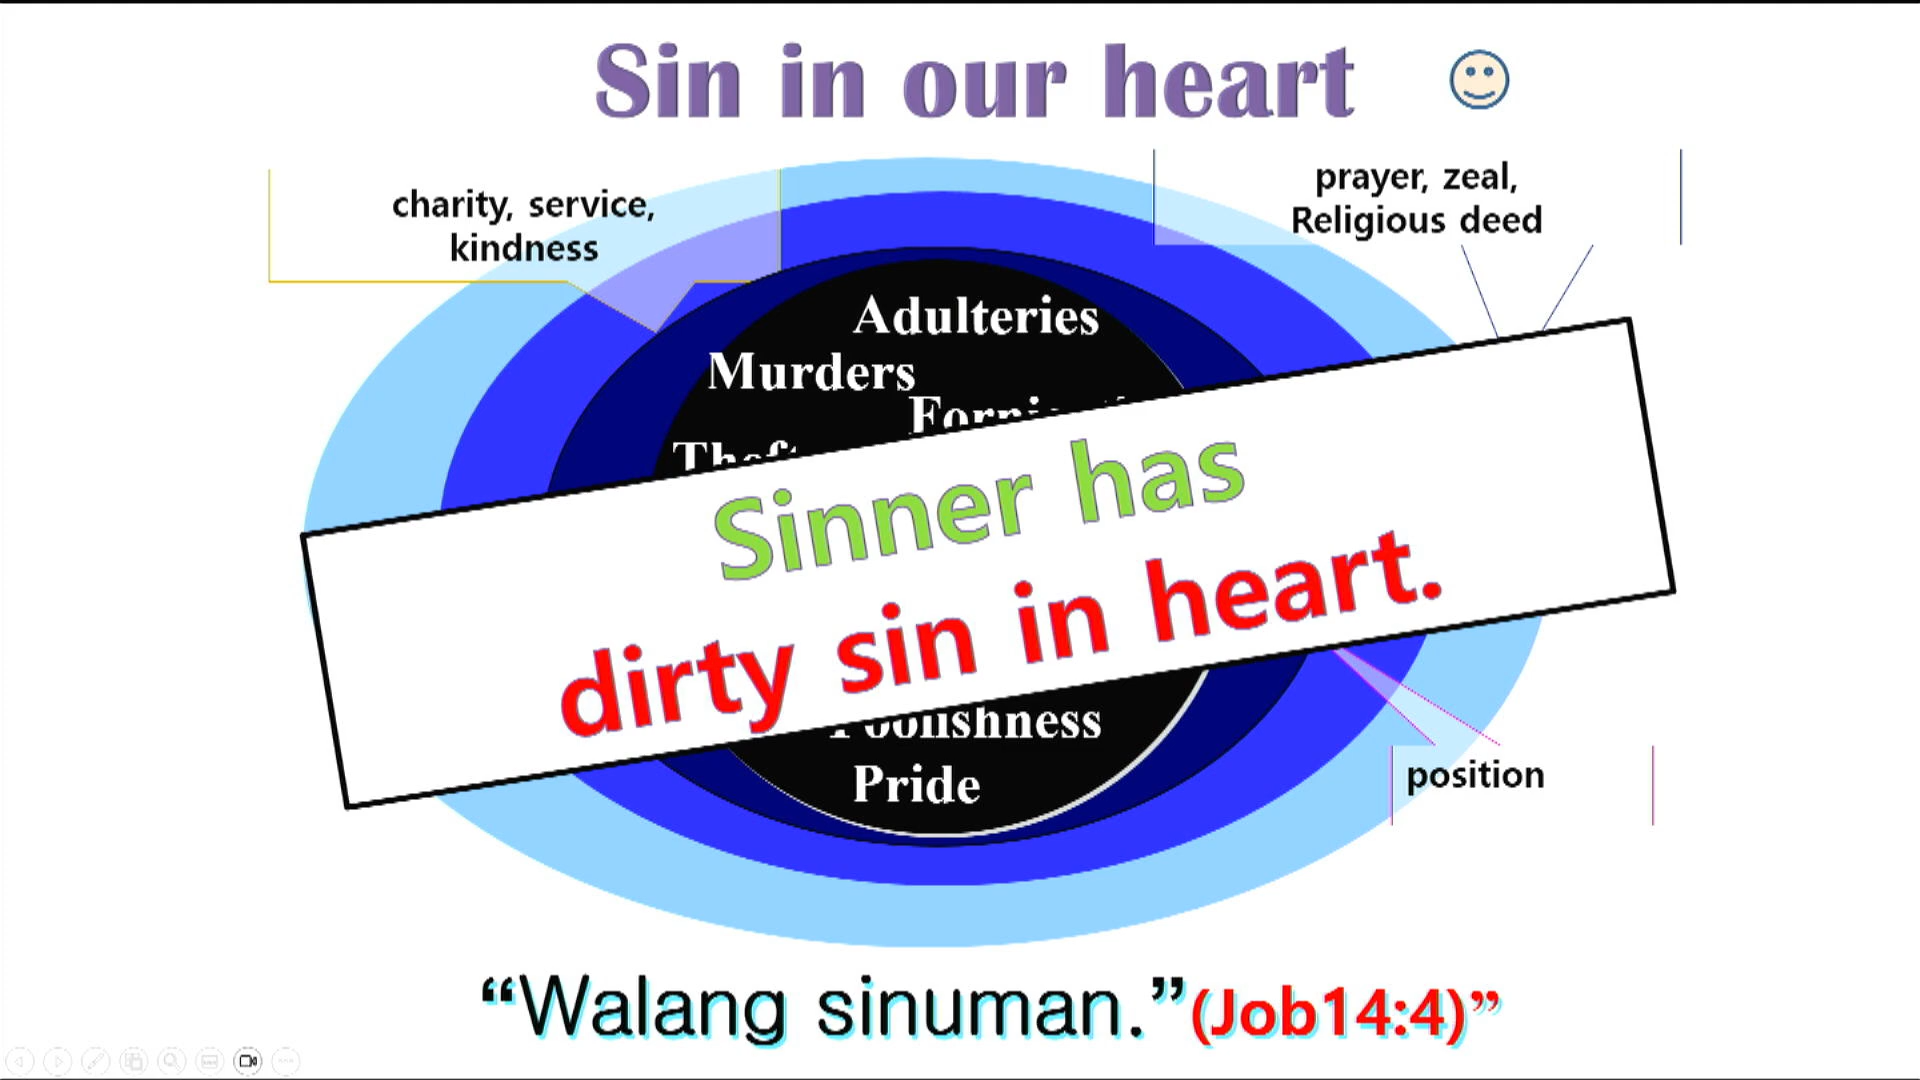 Sin in our heart
charity, service,
kindness
prayer, zeal,
Religious deed
Adulteries
Murders
Sinner has
dirty sin in heart.
Pride
position
“Walang sinuman.”(Job14:4)”